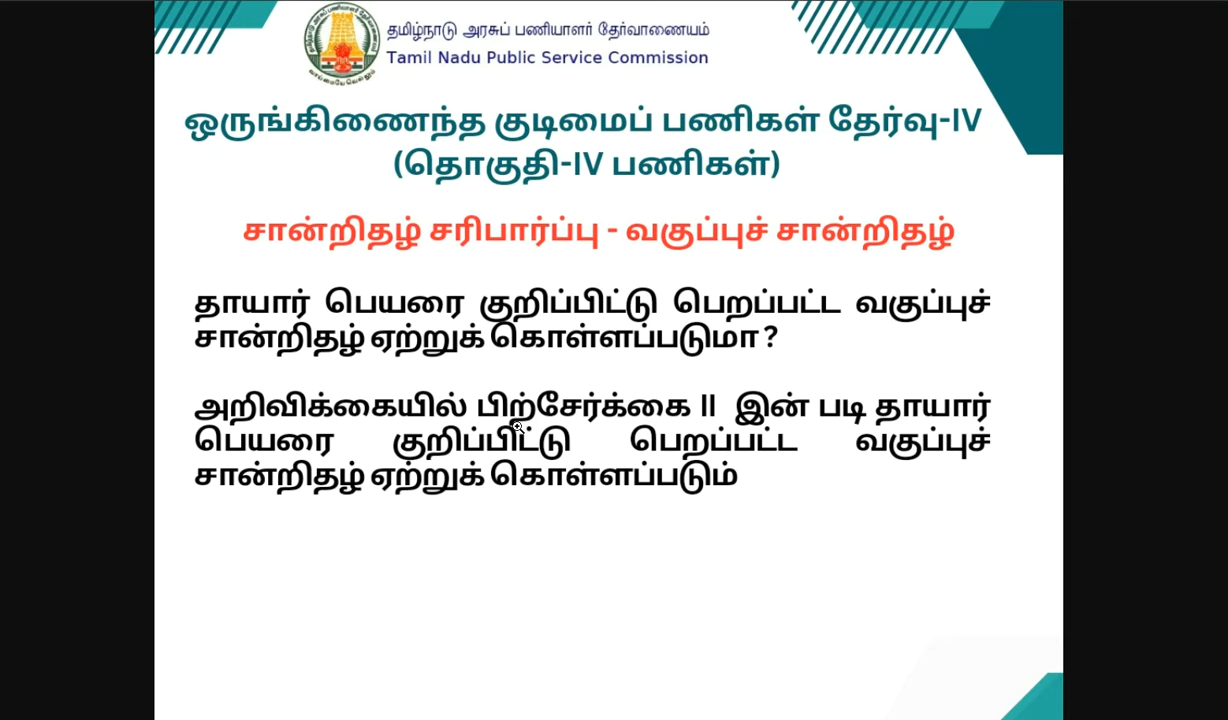 தமிழ்நாடு அரசுப் பணியாளர் தேர்வாணையம்
Tamil Nadu Public Service Commission
ஒருங்கிணைந்த குடிமைப் பணிகள் தேர்வு-IV
(தொகுதி-IV பணிகள்)
சான்றிதழ் சரிபார்ப்பு - வகுப்புச் சான்றிதழ்
தாயார் பெயரை குறிப்பிட்டு பெறப்பட்ட வகுப்புச்
சான்றிதழ் ஏற்றுக் கொள்ளப்படுமா ?
அறிவிக்கையில் பிற்சேர்க்கை II இன் படி தாயார்
பெயரை குறிப்பிட்டு பெறப்பட்ட வகுப்புச்
சான்றிதழ் ஏற்றுக் கொள்ளப்படும்